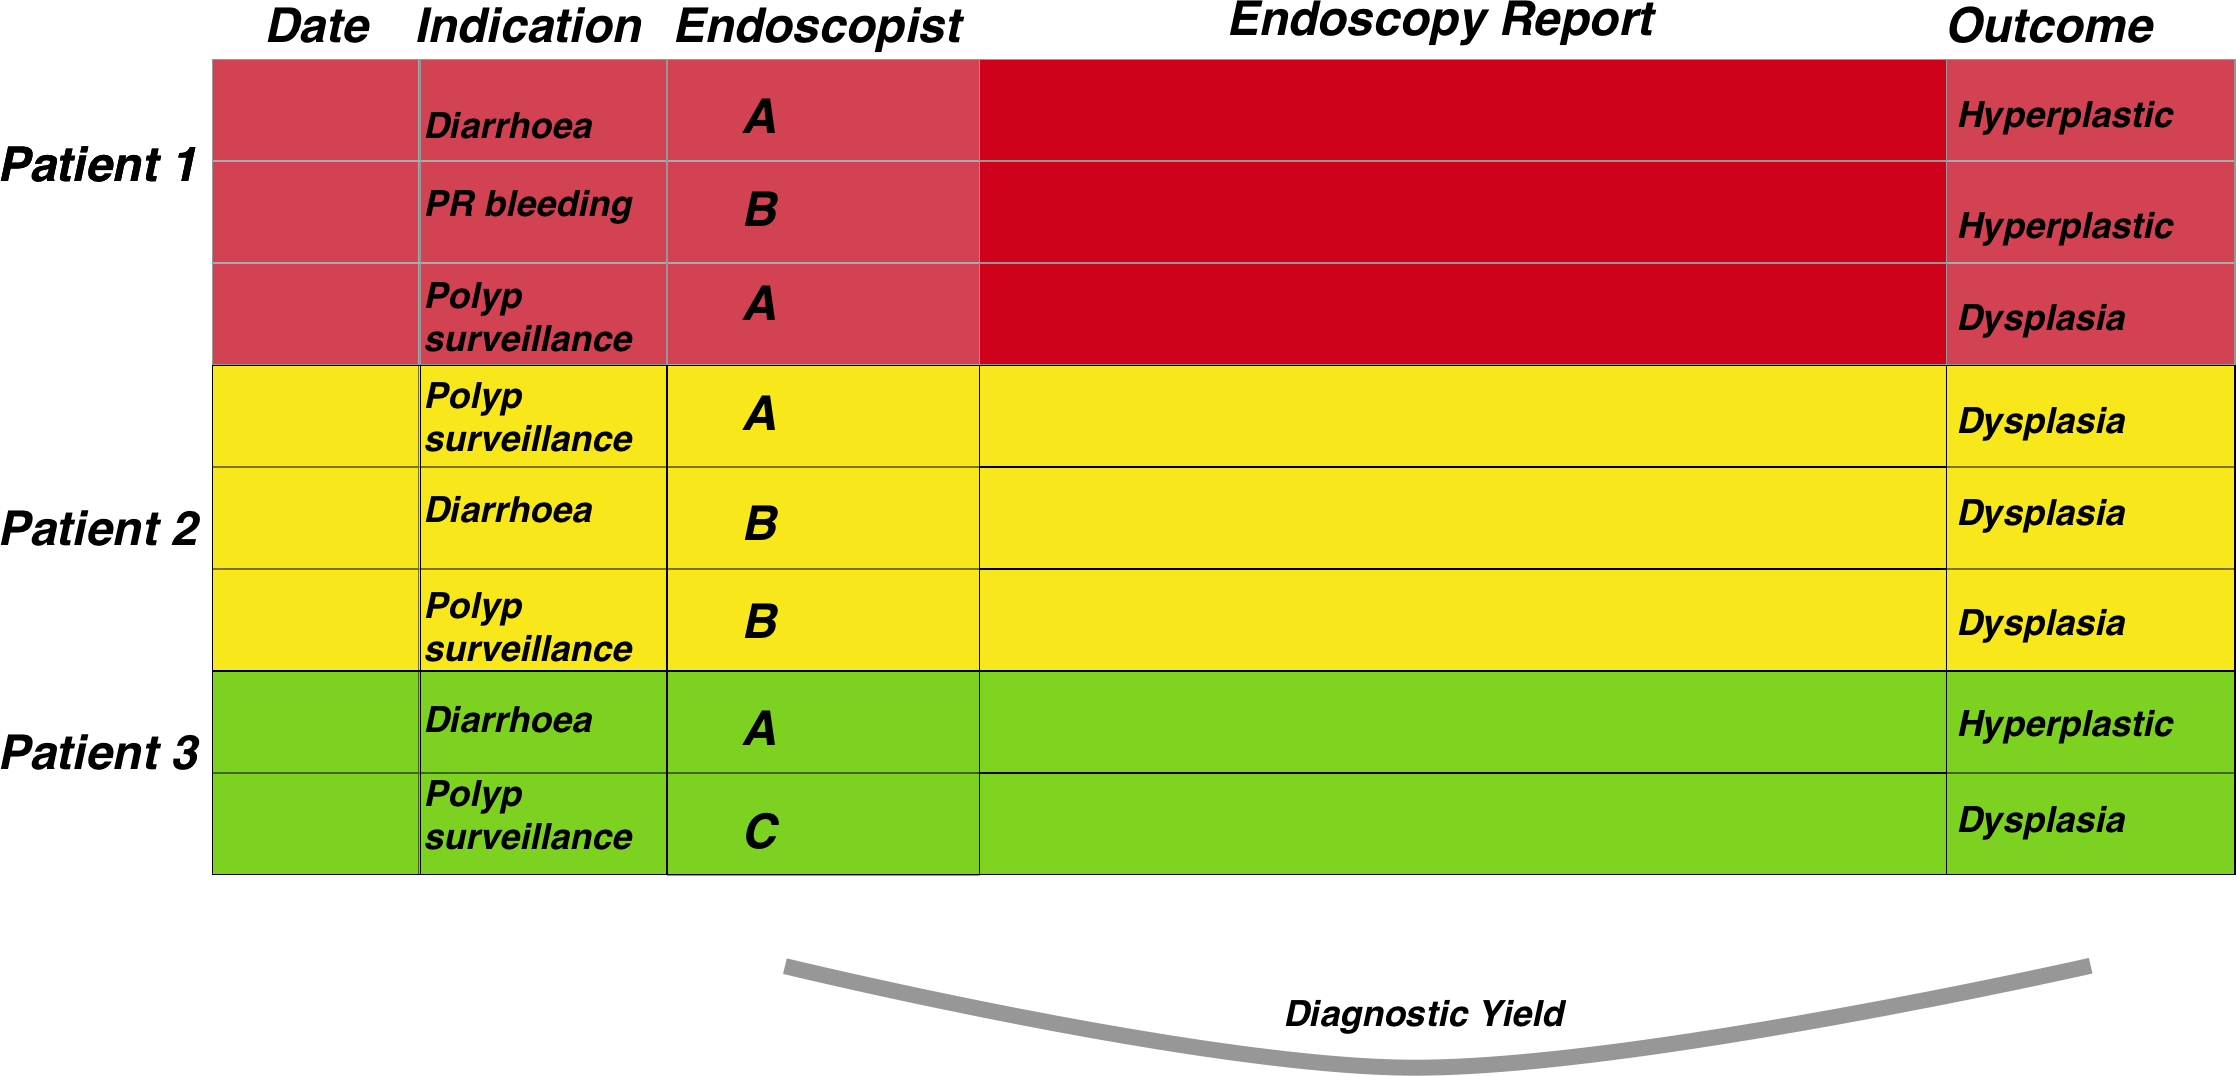 Date Indication Endoscopist Endoscopy Report Outcome
Patient 1
Diarrhoea A Hyperplastic
PR bleeding B Hyperplastic
Polyp
surveillance A Dysplasia
Patient 2
Polyp
surveillance A Dysplasia
Diarrhoea B Dysplasia
Polyp
surveillance B Dysplasia
Patient 3
Diarrhoea A Hyperplastic
Polyp
surveillance C Dysplasia
Diagnostic Yield